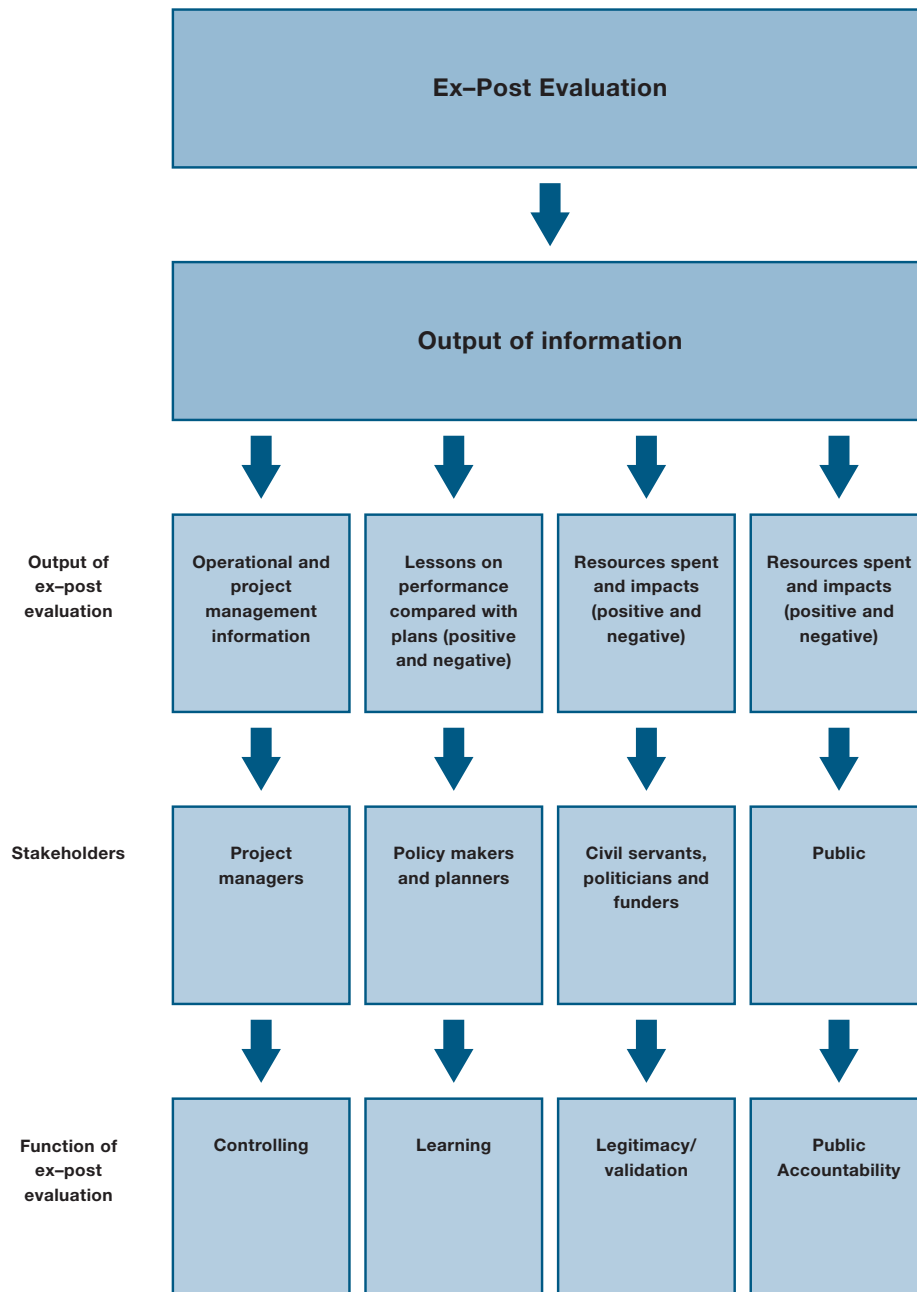 Ex–Post Evaluation
Output of information
Output of
ex–post
evaluation
Operational and
project
management
information
Lessons on
performance
compared with
plans (positive
and negative)
Resources spent
and impacts
(positive and
negative)
Resources spent
and impacts
(positive and
negative)
Stakeholders
Project
managers
Policy makers
and planners
Civil servants,
politicians and
funders
Public
Function of
ex–post
evaluation
Controlling
Learning
Legitimacy/
validation
Public
Accountability